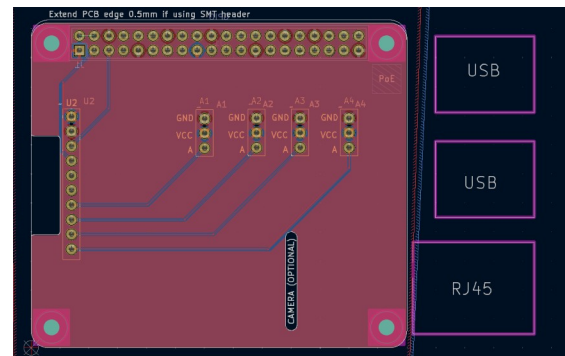 Extend PCB edge 0.5mm if using SMT header
J1
PoE
USB
U2 U2
A1 A1 A2 A2 A3 A3 A4 A4
GND GND GND GND
VCC VCC VCC VCC
A A A A
USB
CAMERA (OPTIONAL)
RJ45